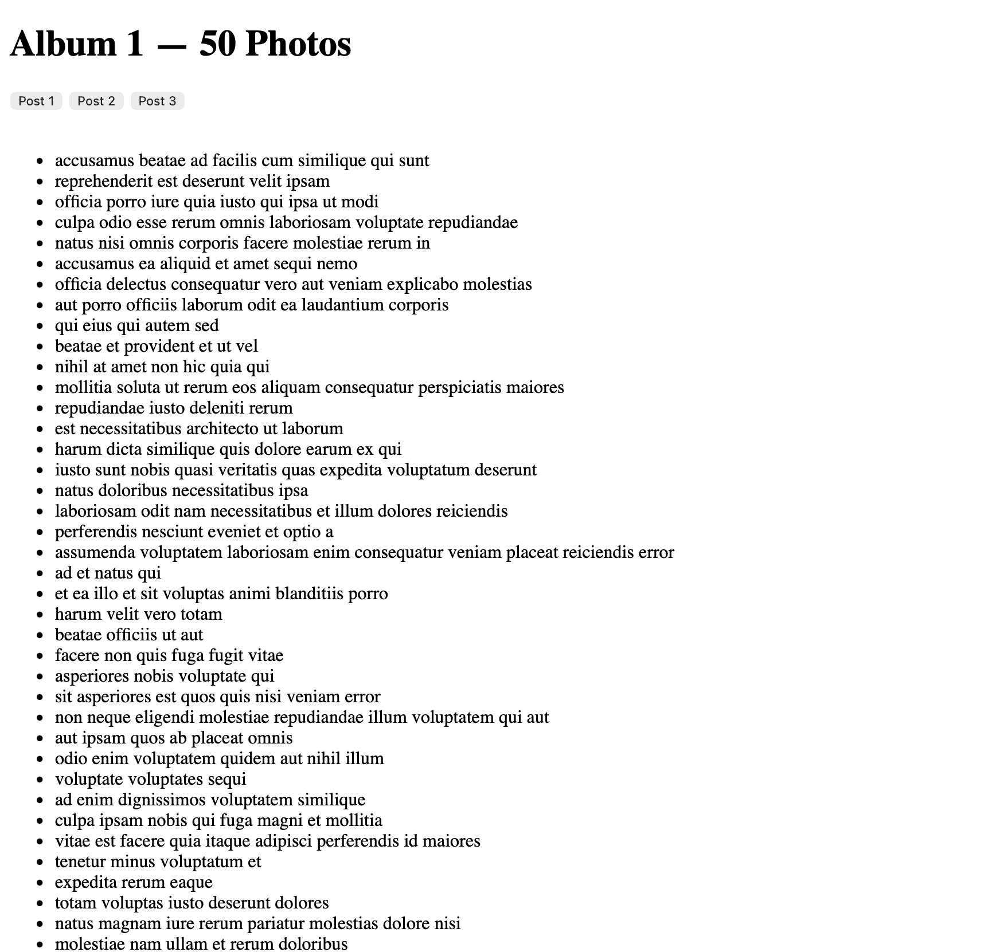 Album 1 — 50 Photos
Post 1 Post 2 Post 3
accusamus beatae ad facilis cum similique qui sunt
reprehenderit est deserunt velit ipsam
officia porro iure quia iusto qui ipsa ut modi
culpa odio esse rerum omnis laboriosam voluptate repudiandae
natus nisi omnis corporis facere molestiae rerum in
accusamus ea aliquid et amet sequi nemo
officia delectus consequatur vero aut veniam explicabo molestias
aut porro officiis laborum odit ea laudantium corporis
qui eius qui autem sed
beatae et provident et ut vel
nihil at amet non hic quia qui
mollitia soluta ut rerum eos aliquam consequatur perspiciatis maiores
repudiandae iusto deleniti rerum
est necessitatibus architecto ut laborum
harum dicta similique quis dolore earum ex qui
iusto sunt nobis quasi veritatis quas expedita voluptatum deserunt
natus doloribus necessitatibus ipsa
laboriosam odit nam necessitatibus et illum dolores reiciendis
perferendis nesciunt eveniet et optio a
assumenda voluptatem laboriosam enim consequatur veniam placeat reiciendis error
ad et natus qui
et ea illo et sit voluptas animi blanditiis porro
harum velit vero totam
beatae officiis ut aut
facere non quis fuga fugit vitae
asperiores nobis voluptate qui
sit asperiores est quos quis nisi veniam error
non neque eligendi molestiae repudiandae illum voluptatem qui aut
aut ipsam quos ab placeat omnis
odio enim voluptatem quidem aut nihil illum
voluptate voluptates sequi
ad enim dignissimos voluptatem similique
culpa ipsam nobis qui fuga magni et mollitia
vitae est facere quia itaque adipisci perferendis id maiores
tenetur minus voluptatum et
expedita rerum eaque
totam voluptas iusto deserunt dolores
natus magnam iure rerum pariatur molestias dolore nisi
molestiae nam ullam et rerum doloribus